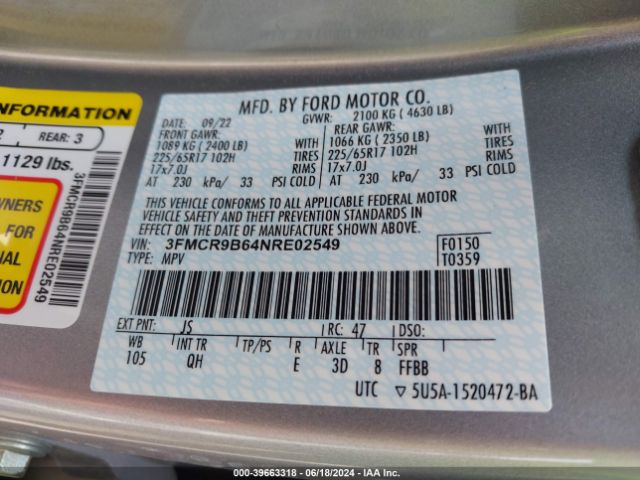 INFORMATION
REAR: 3
1129 lbs.
WNERS
FOR
NAL
ATION
3FMCR9B64NRE02549
MFD. BY FORD MOTOR CO.
DATE: 09/22 GVWR: 2100 KG ( 4630 LB)
FRONT GAWR: REAR GAWR:
1089 KG ( 2400 LB) WITH 1066 KG ( 2350 LB) WITH
225/65R17 102H TIRES 225/65R17 102H TIRES
17x7.0J RIMS 17x7.0J RIMS
AT 230 kPa/ 33 PSI COLD AT 230 kPa/ 33 PSI COLD
THIS VEHICLE CONFORMS TO ALL APPLICABLE FEDERAL MOTOR
VEHICLE SAFETY AND THEFT PREVENTION STANDARDS IN
EFFECT ON THE DATE OF MANUFACTURE SHOWN ABOVE.
VIN: 3FMCR9B64NRE02549 F0150
TYPE: MPV T0359
EXT PNT: JS RC: 47 DSO:
WB INT TR TP/PS R AXLE TR SPR
105 QH E 3D 8 FFBB
UTC ▽ 5U5A-1520472-BA
IAAI: DATE: # 39663318 | 06/18/2024 | IAA Inc.